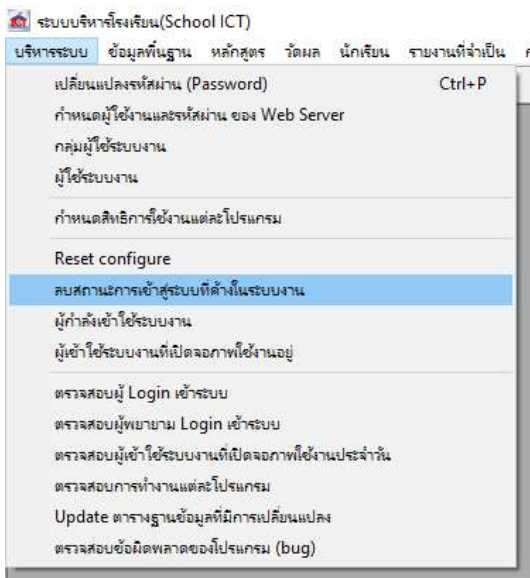 ระบบบริหารโรงเรียน(School ICT)
บริหารระบบ ข้อมูลพื้นฐาน หลักสูตร วัดผล นักเรียน รายงานที่จำเป็น
เปลี่ยนแปลงรหัสผ่าน (Password) Ctrl+P
กำหนดผู้ใช้งานและรหัสผ่าน ของ Web Server
กลุ่มผู้ใช้ระบบงาน
ผู้ใช้ระบบงาน
กำหนดสิทธิการใช้งานแต่ละโปรแกรม
Reset configure
ลบสถานะการเข้าสู่ระบบที่ค้างในระบบงาน
ผู้กำลังเข้าใช้ระบบงาน
ผู้เข้าใช้ระบบงานที่เปิดจอภาพใช้งานอยู่
ตรวจสอบผู้ Login เข้าระบบ
ตรวจสอบผู้พยายาม Login เข้าระบบ
ตรวจสอบผู้เข้าใช้ระบบงานที่เปิดจอภาพใช้งานประจำวัน
ตรวจสอบการทำงานแต่ละโปรแกรม
Update ตารางฐานข้อมูลที่มีการเปลี่ยนแปลง
ตรวจสอบข้อผิดพลาดของโปรแกรม (bug)